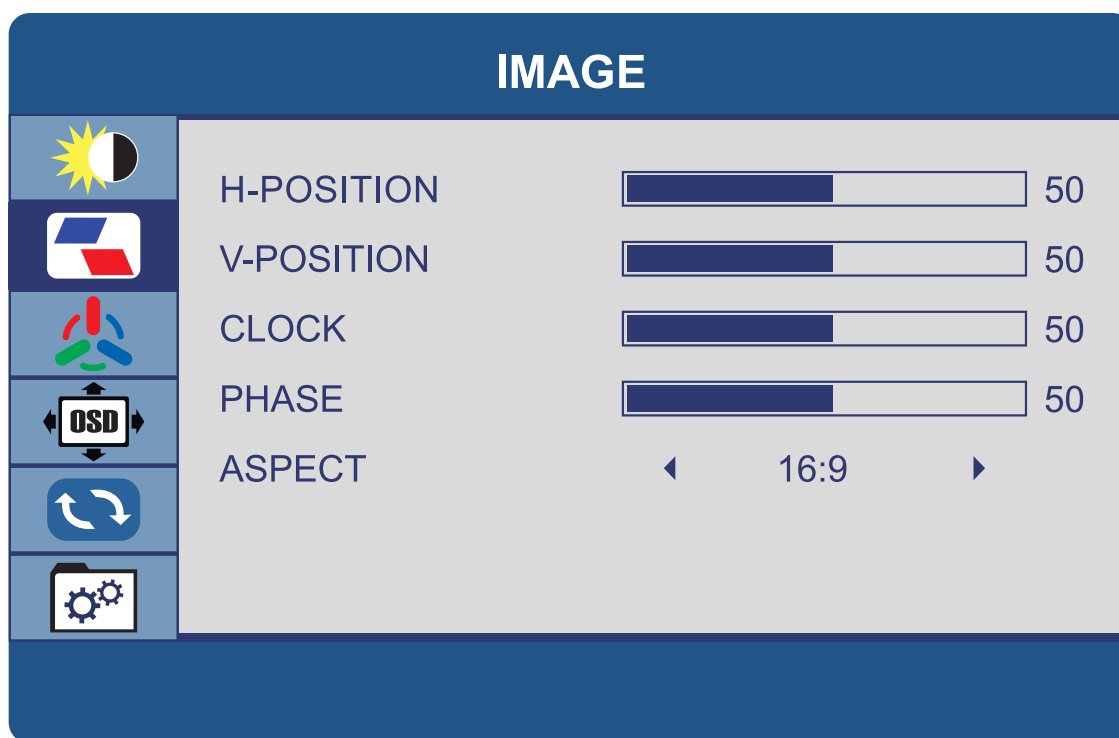 IMAGE
H-POSITION 50
V-POSITION 50
CLOCK 50
PHASE 50
OSD
ASPECT 16:9